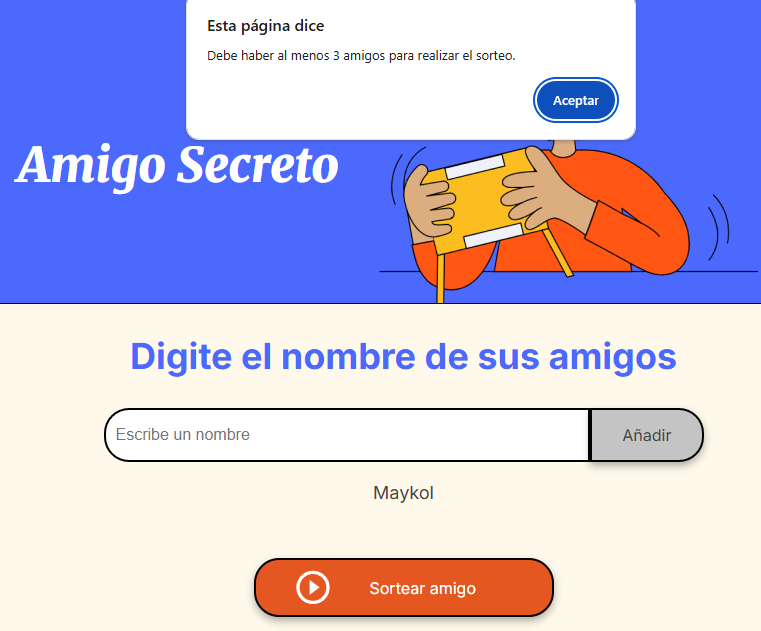 Esta página dice
Debe haber al menos 3 amigos para realizar el sorteo.
Aceptar
Amigo Secreto
Digite el nombre de sus amigos
Escribe un nombre
Añadir
Maykol
Sortear amigo